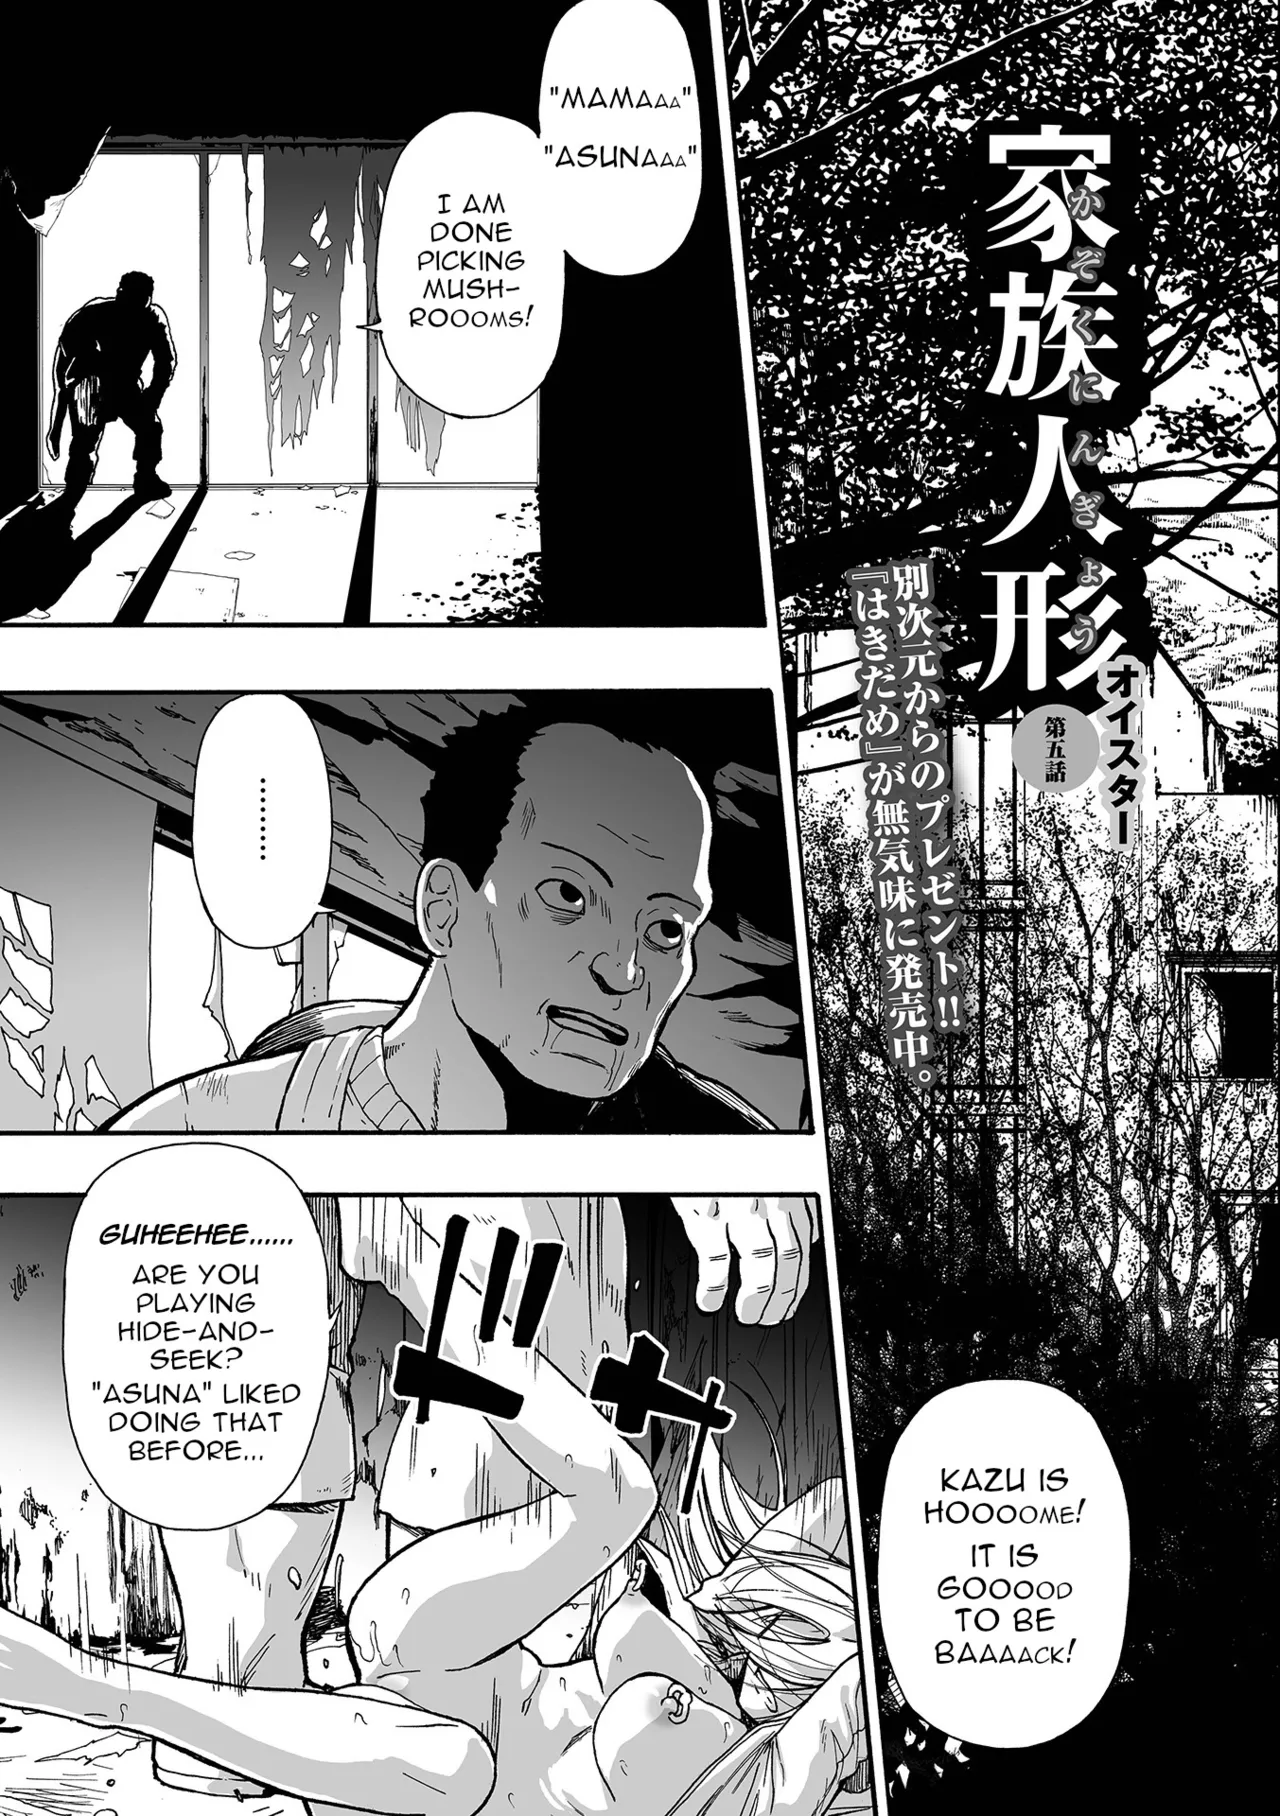 家族人形
かぞくにんぎょう
オイスター
第五話
別次元からのプレゼント!!
『はきだめ』が無気味に発売中。
KAZU IS
HOOOOME!
IT IS
GOOOOD
TO BE
BAAAACK!
"MAMAAA"
"ASUNAAA"
I AM
DONE
PICKING
MUSH-
ROOOMS!
.........
GUHEEHEE......
ARE YOU
PLAYING
HIDE-AND-
SEEK?
"ASUNA" LIKED
DOING THAT
BEFORE...